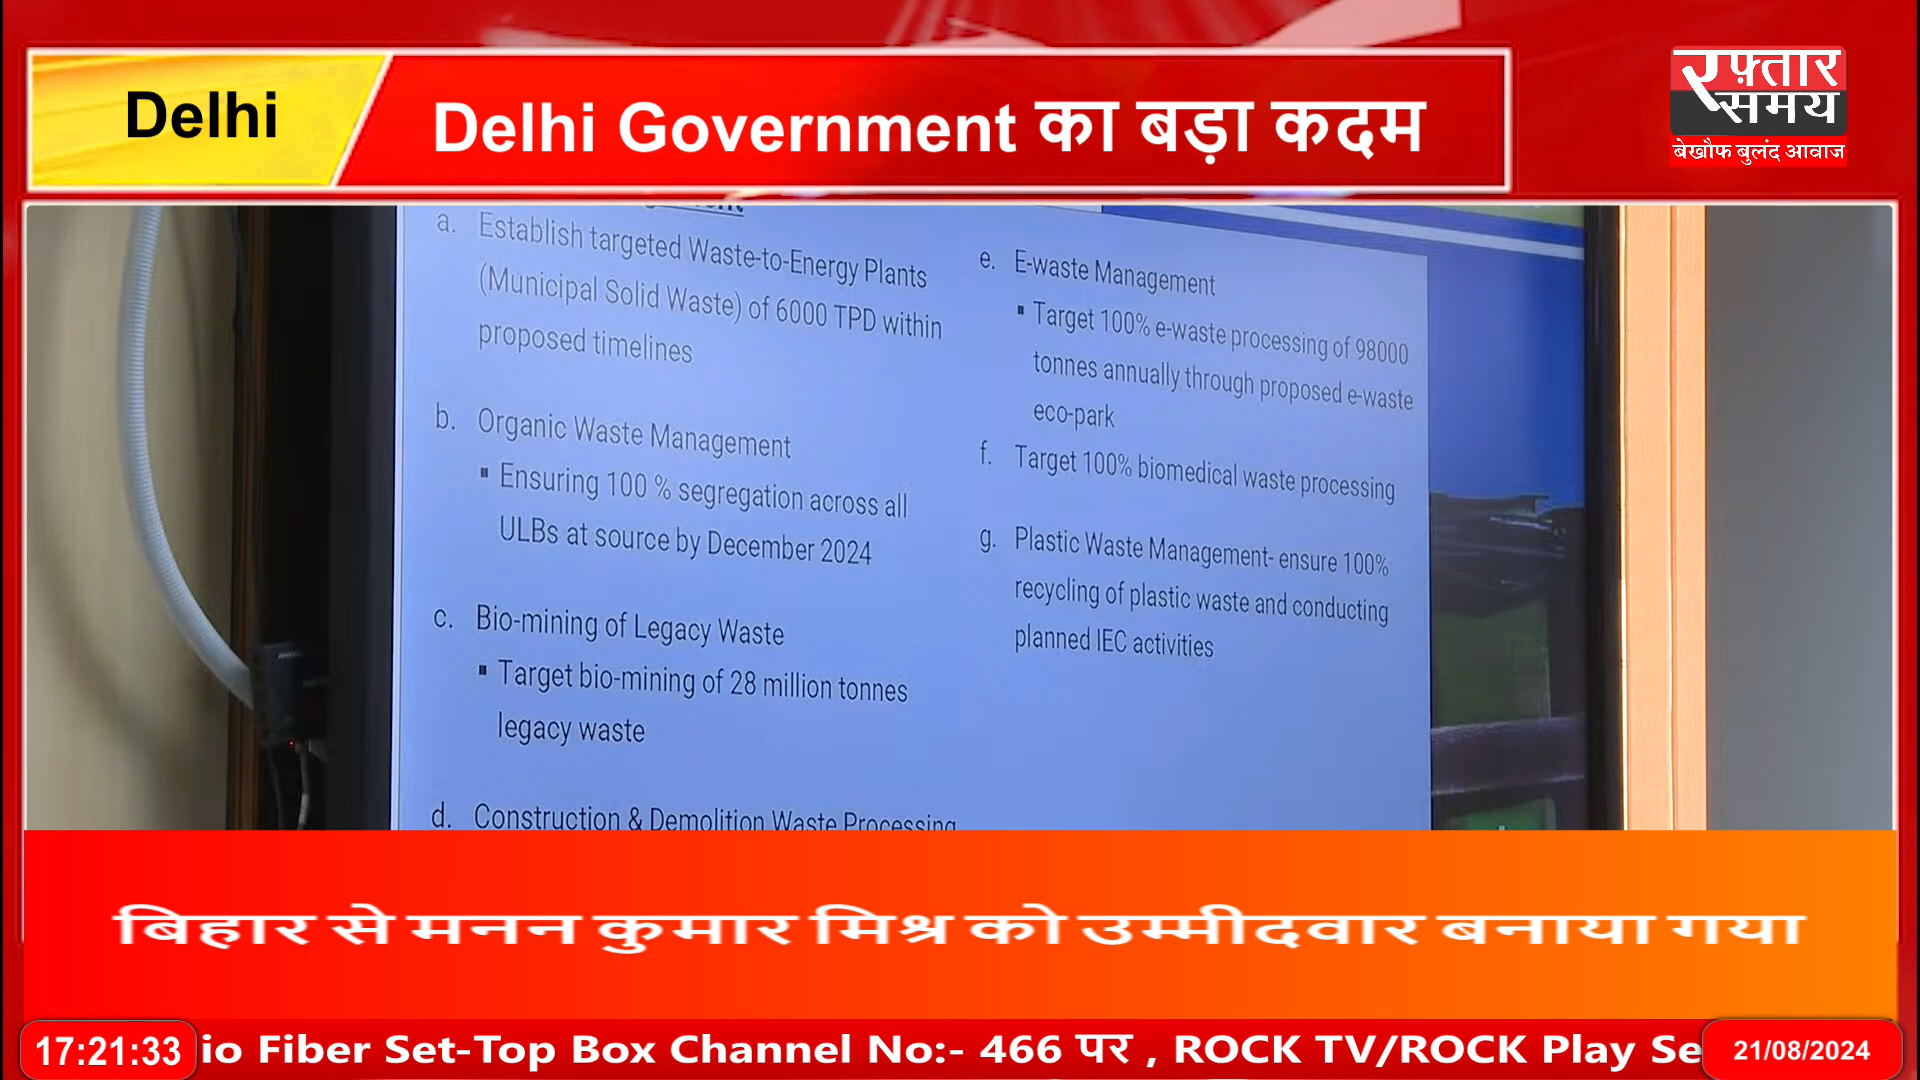 Delhi
Delhi Government का बड़ा कदम
रफ़्तार
समय
बेखौफ बुलंद आवाज
a. Establish targeted Waste-to-Energy Plants
(Municipal Solid Waste) of 6000 TPD within
proposed timelines
b. Organic Waste Management
▪ Ensuring 100 % segregation across all
ULBs at source by December 2024
c. Bio-mining of Legacy Waste
▪ Target bio-mining of 28 million tonnes
legacy waste
d. Construction & Demolition Waste Processing
e. E-waste Management
▪ Target 100% e-waste processing of 98000
tonnes annually through proposed e-waste
eco-park
f. Target 100% biomedical waste processing
g. Plastic Waste Management- ensure 100%
recycling of plastic waste and conducting
planned IEC activities
बिहार से मनन कुमार मिश्र को उम्मीदवार बनाया गया
17:21:33 io Fiber Set-Top Box Channel No:- 466 पर , ROCK TV/ROCK Play Se 21/08/2024